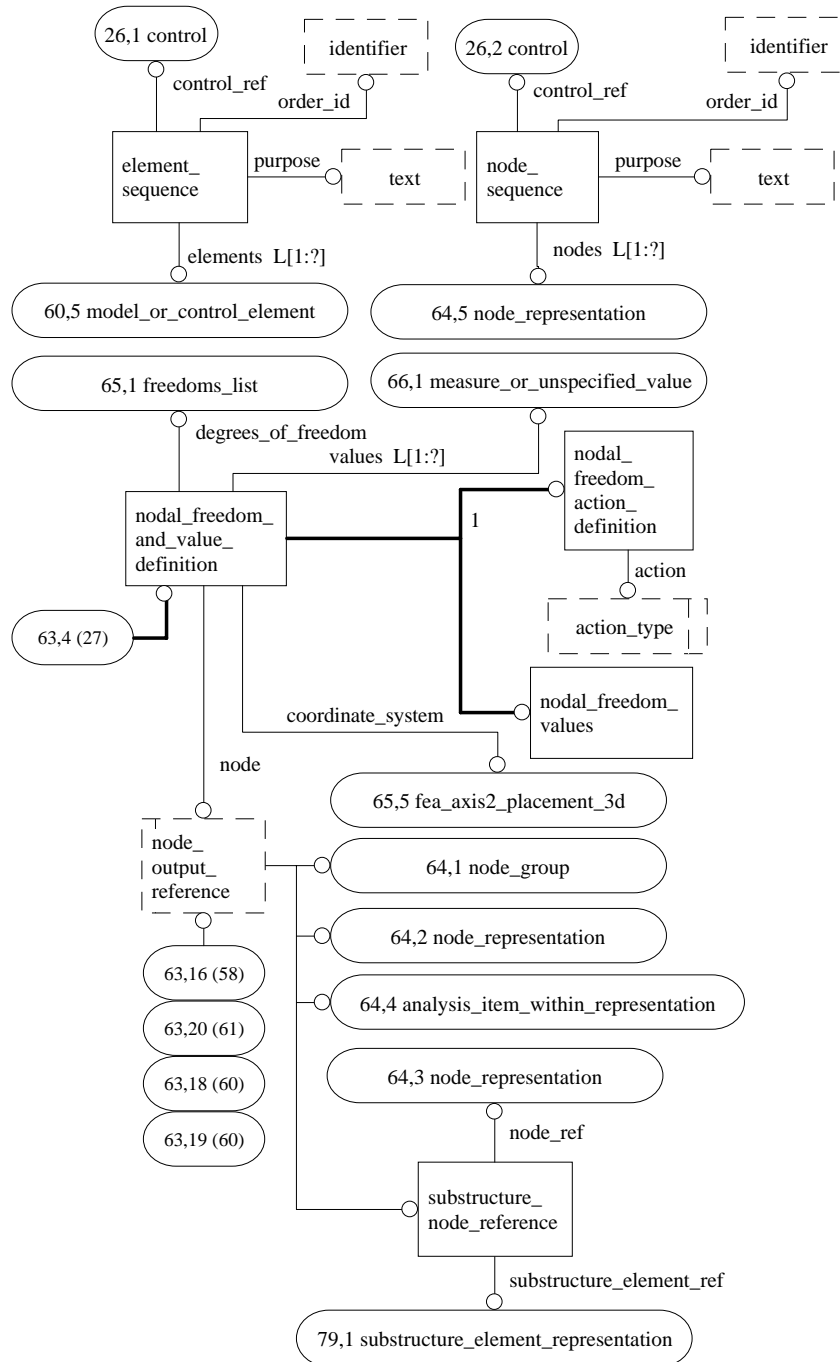 26,1 control
identifier
control_ref
order_id
element_
sequence
purpose
text
elements L[1:?]
60,5 model_or_control_element
26,2 control
identifier
control_ref
order_id
node_
sequence
purpose
text
nodes L[1:?]
64,5 node_representation
65,1 freedoms_list
66,1 measure_or_unspecified_value
degrees_of_freedom
values L[1:?]
nodal_freedom_
and_value_
definition
1
nodal_
freedom_
action_
definition
action
action_type
63,4 (27)
nodal_freedom_
values
coordinate_system
node
65,5 fea_axis2_placement_3d
node_
output_
reference
64,1 node_group
64,2 node_representation
64,4 analysis_item_within_representation
63,16 (58)
63,20 (61)
63,18 (60)
63,19 (60)
64,3 node_representation
node_ref
substructure_
node_reference
substructure_element_ref
79,1 substructure_element_representation